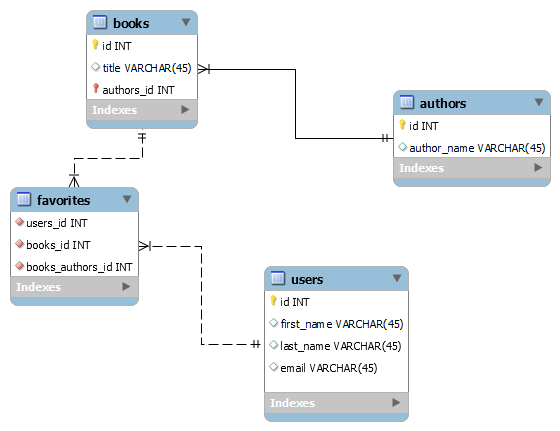 books
id INT
title VARCHAR(45)
authors_id INT
Indexes
authors
id INT
author_name VARCHAR(45)
Indexes
favorites
users_id INT
books_id INT
books_authors_id INT
Indexes
users
id INT
first_name VARCHAR(45)
last_name VARCHAR(45)
email VARCHAR(45)
Indexes